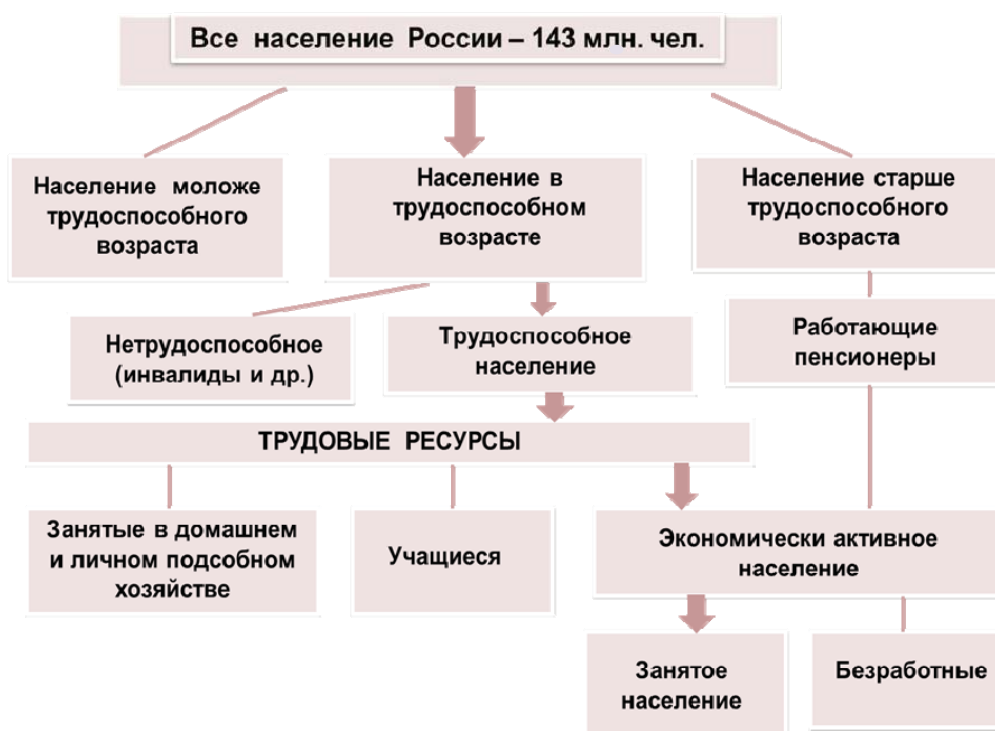 Все население России – 143 млн. чел.
Население моложе
трудоспособного
возраста
Население в
трудоспособном
возрасте
Население старше
трудоспособного
возраста
Нетрудоспособное
(инвалиды и др.)
Трудоспособное
население
Работающие
пенсионеры
ТРУДОВЫЕ РЕСУРСЫ
Занятые в домашнем
и личном подсобном
хозяйстве
Учащиеся
Экономически активное
население
Занятое
население
Безработные